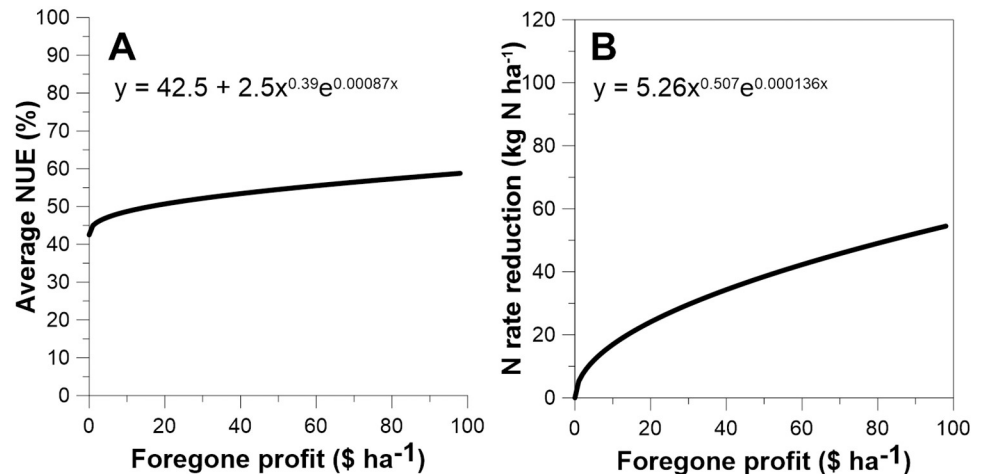 A
y = 42.5 + 2.5x^0.39e^0.00087x
Average NUE (%)
100
90
80
70
60
50
40
30
20
10
0
0 20 40 60 80 100
Foregone profit ($ ha⁻¹)
B
y = 5.26x^0.507e^0.000136x
N rate reduction (kg N ha⁻¹)
120
100
80
60
40
20
0
0 20 40 60 80 100
Foregone profit ($ ha⁻¹)